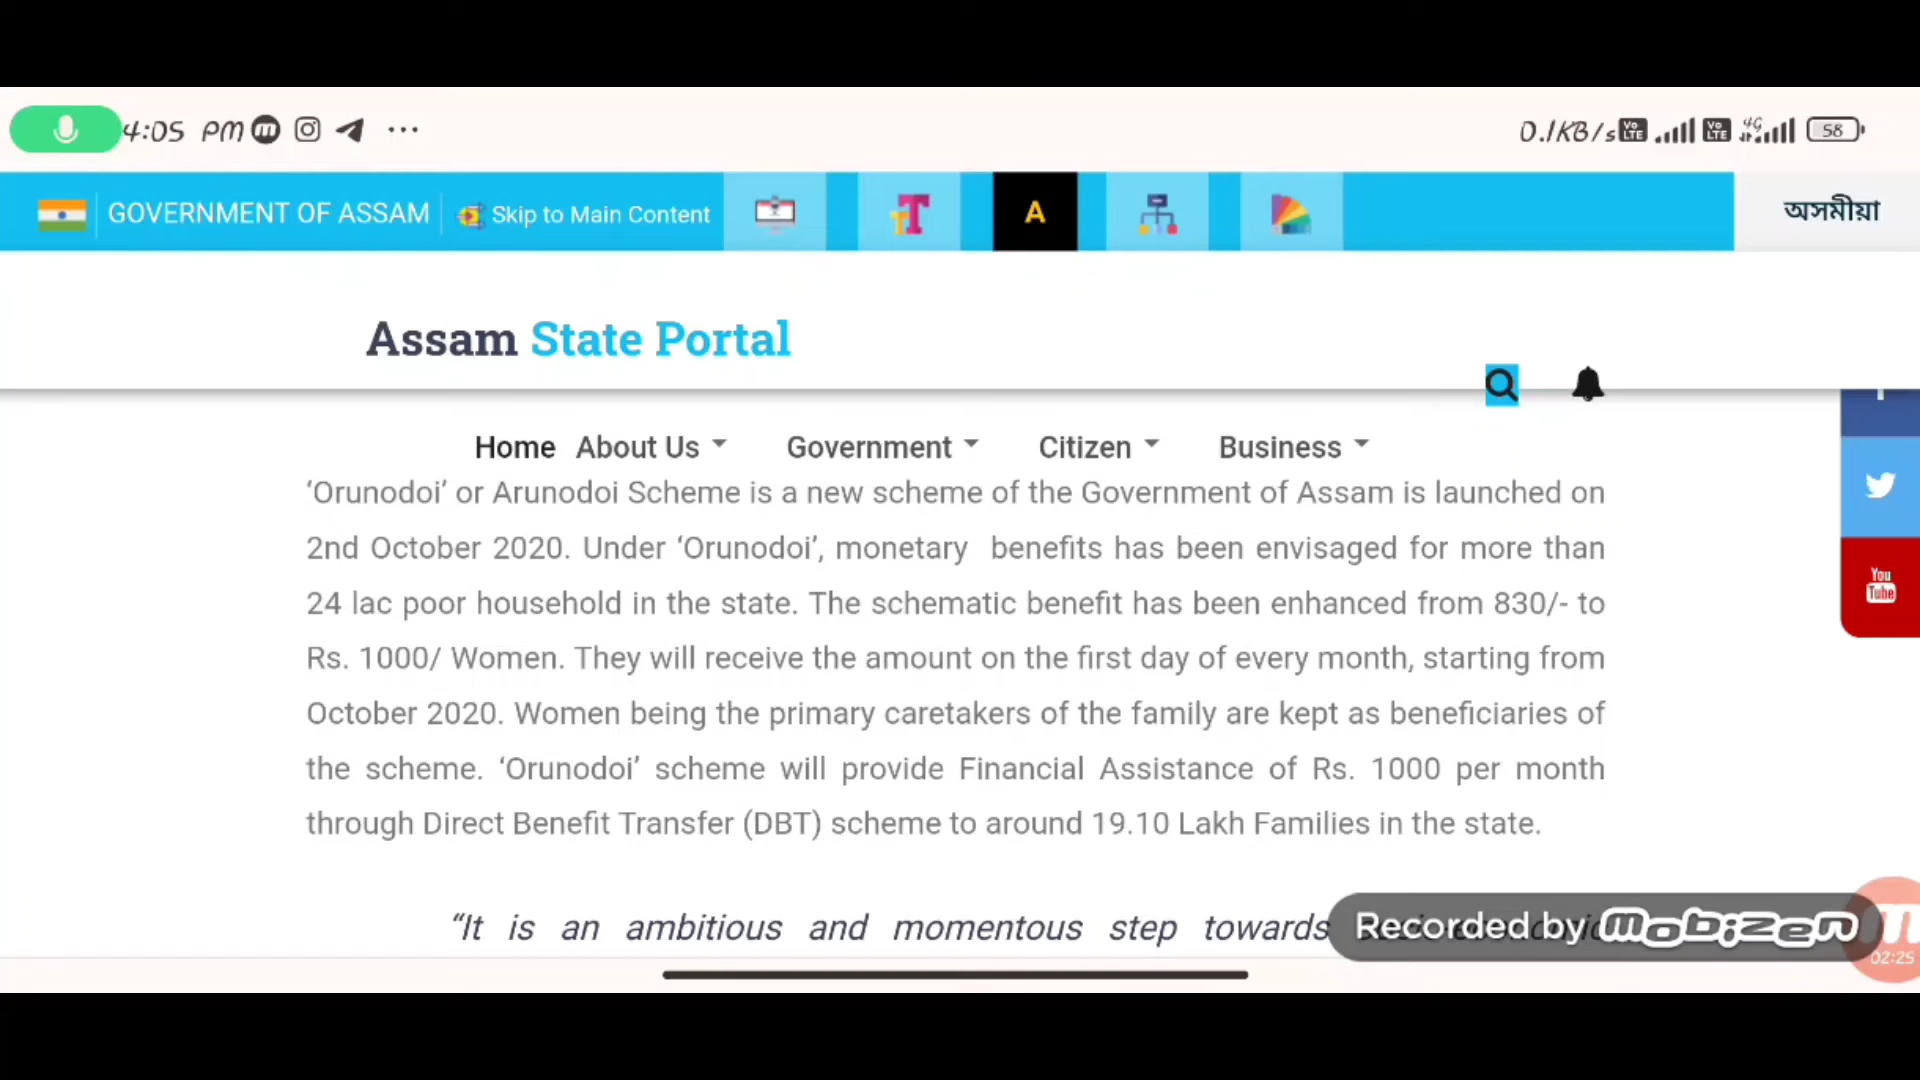 4:05 PM ... 0.1KB/s Vo LTE Vo LTE 4G 58
GOVERNMENT OF ASSAM Skip to Main Content T T A অসমীয়া
Assam State Portal
Home About Us Government Citizen Business
‘Orunodoi’ or Arunodoi Scheme is a new scheme of the Government of Assam is launched on
2nd October 2020. Under ‘Orunodoi’, monetary benefits has been envisaged for more than
24 lac poor household in the state. The schematic benefit has been enhanced from 830/- to
Rs. 1000/ Women. They will receive the amount on the first day of every month, starting from
October 2020. Women being the primary caretakers of the family are kept as beneficiaries of
the scheme. ‘Orunodoi’ scheme will provide Financial Assistance of Rs. 1000 per month
through Direct Benefit Transfer (DBT) scheme to around 19.10 Lakh Families in the state.
You Tube
“It is an ambitious and momentous step towards
Recorded by mobizen
02:25